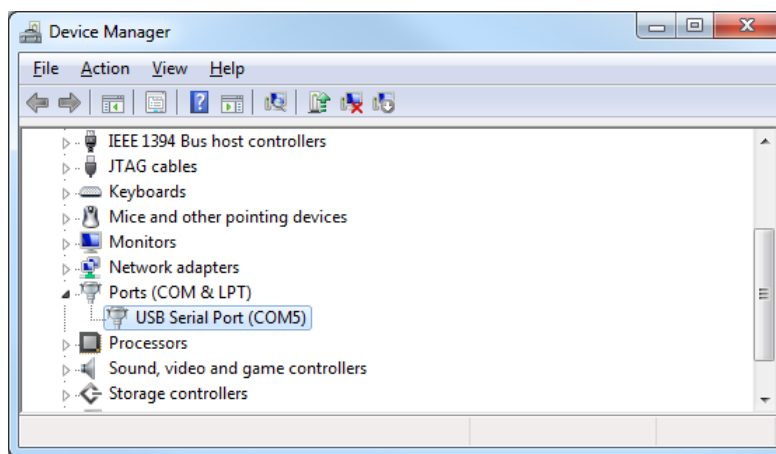 Device Manager
File Action View Help
IEEE 1394 Bus host controllers
JTAG cables
Keyboards
Mice and other pointing devices
Monitors
Network adapters
Ports (COM & LPT)
USB Serial Port (COM5)
Processors
Sound, video and game controllers
Storage controllers